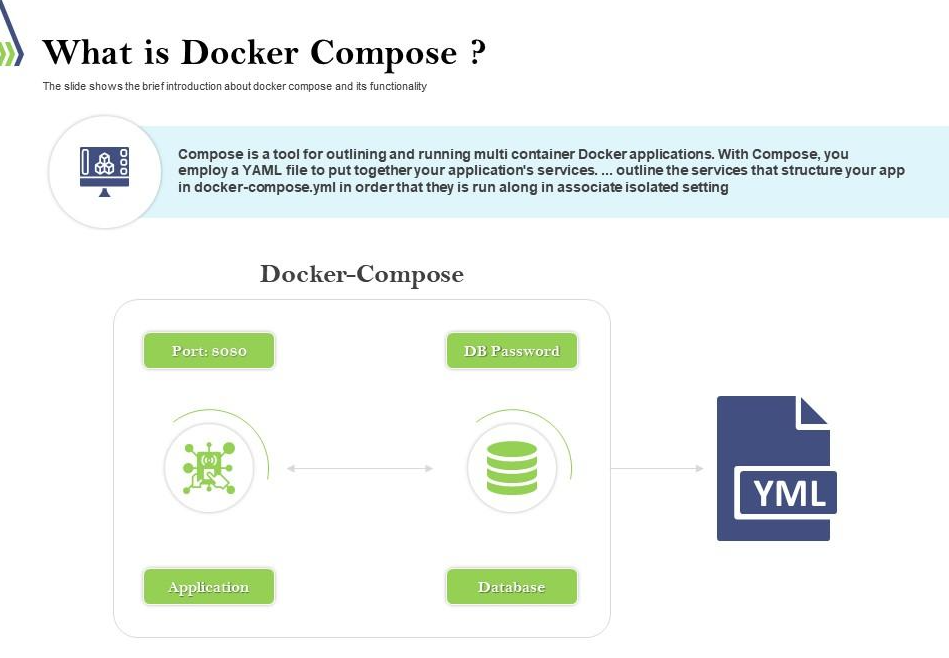 What is Docker Compose ?
The slide shows the brief introduction about docker compose and its functionality
Compose is a tool for outlining and running multi container Docker applications. With Compose, you
employ a YAML file to put together your application's services. ... outline the services that structure your app
in docker-compose.yml in order that they is run along in associate isolated setting
Docker-Compose
Port: 8080
DB Password
YML
Application
Database